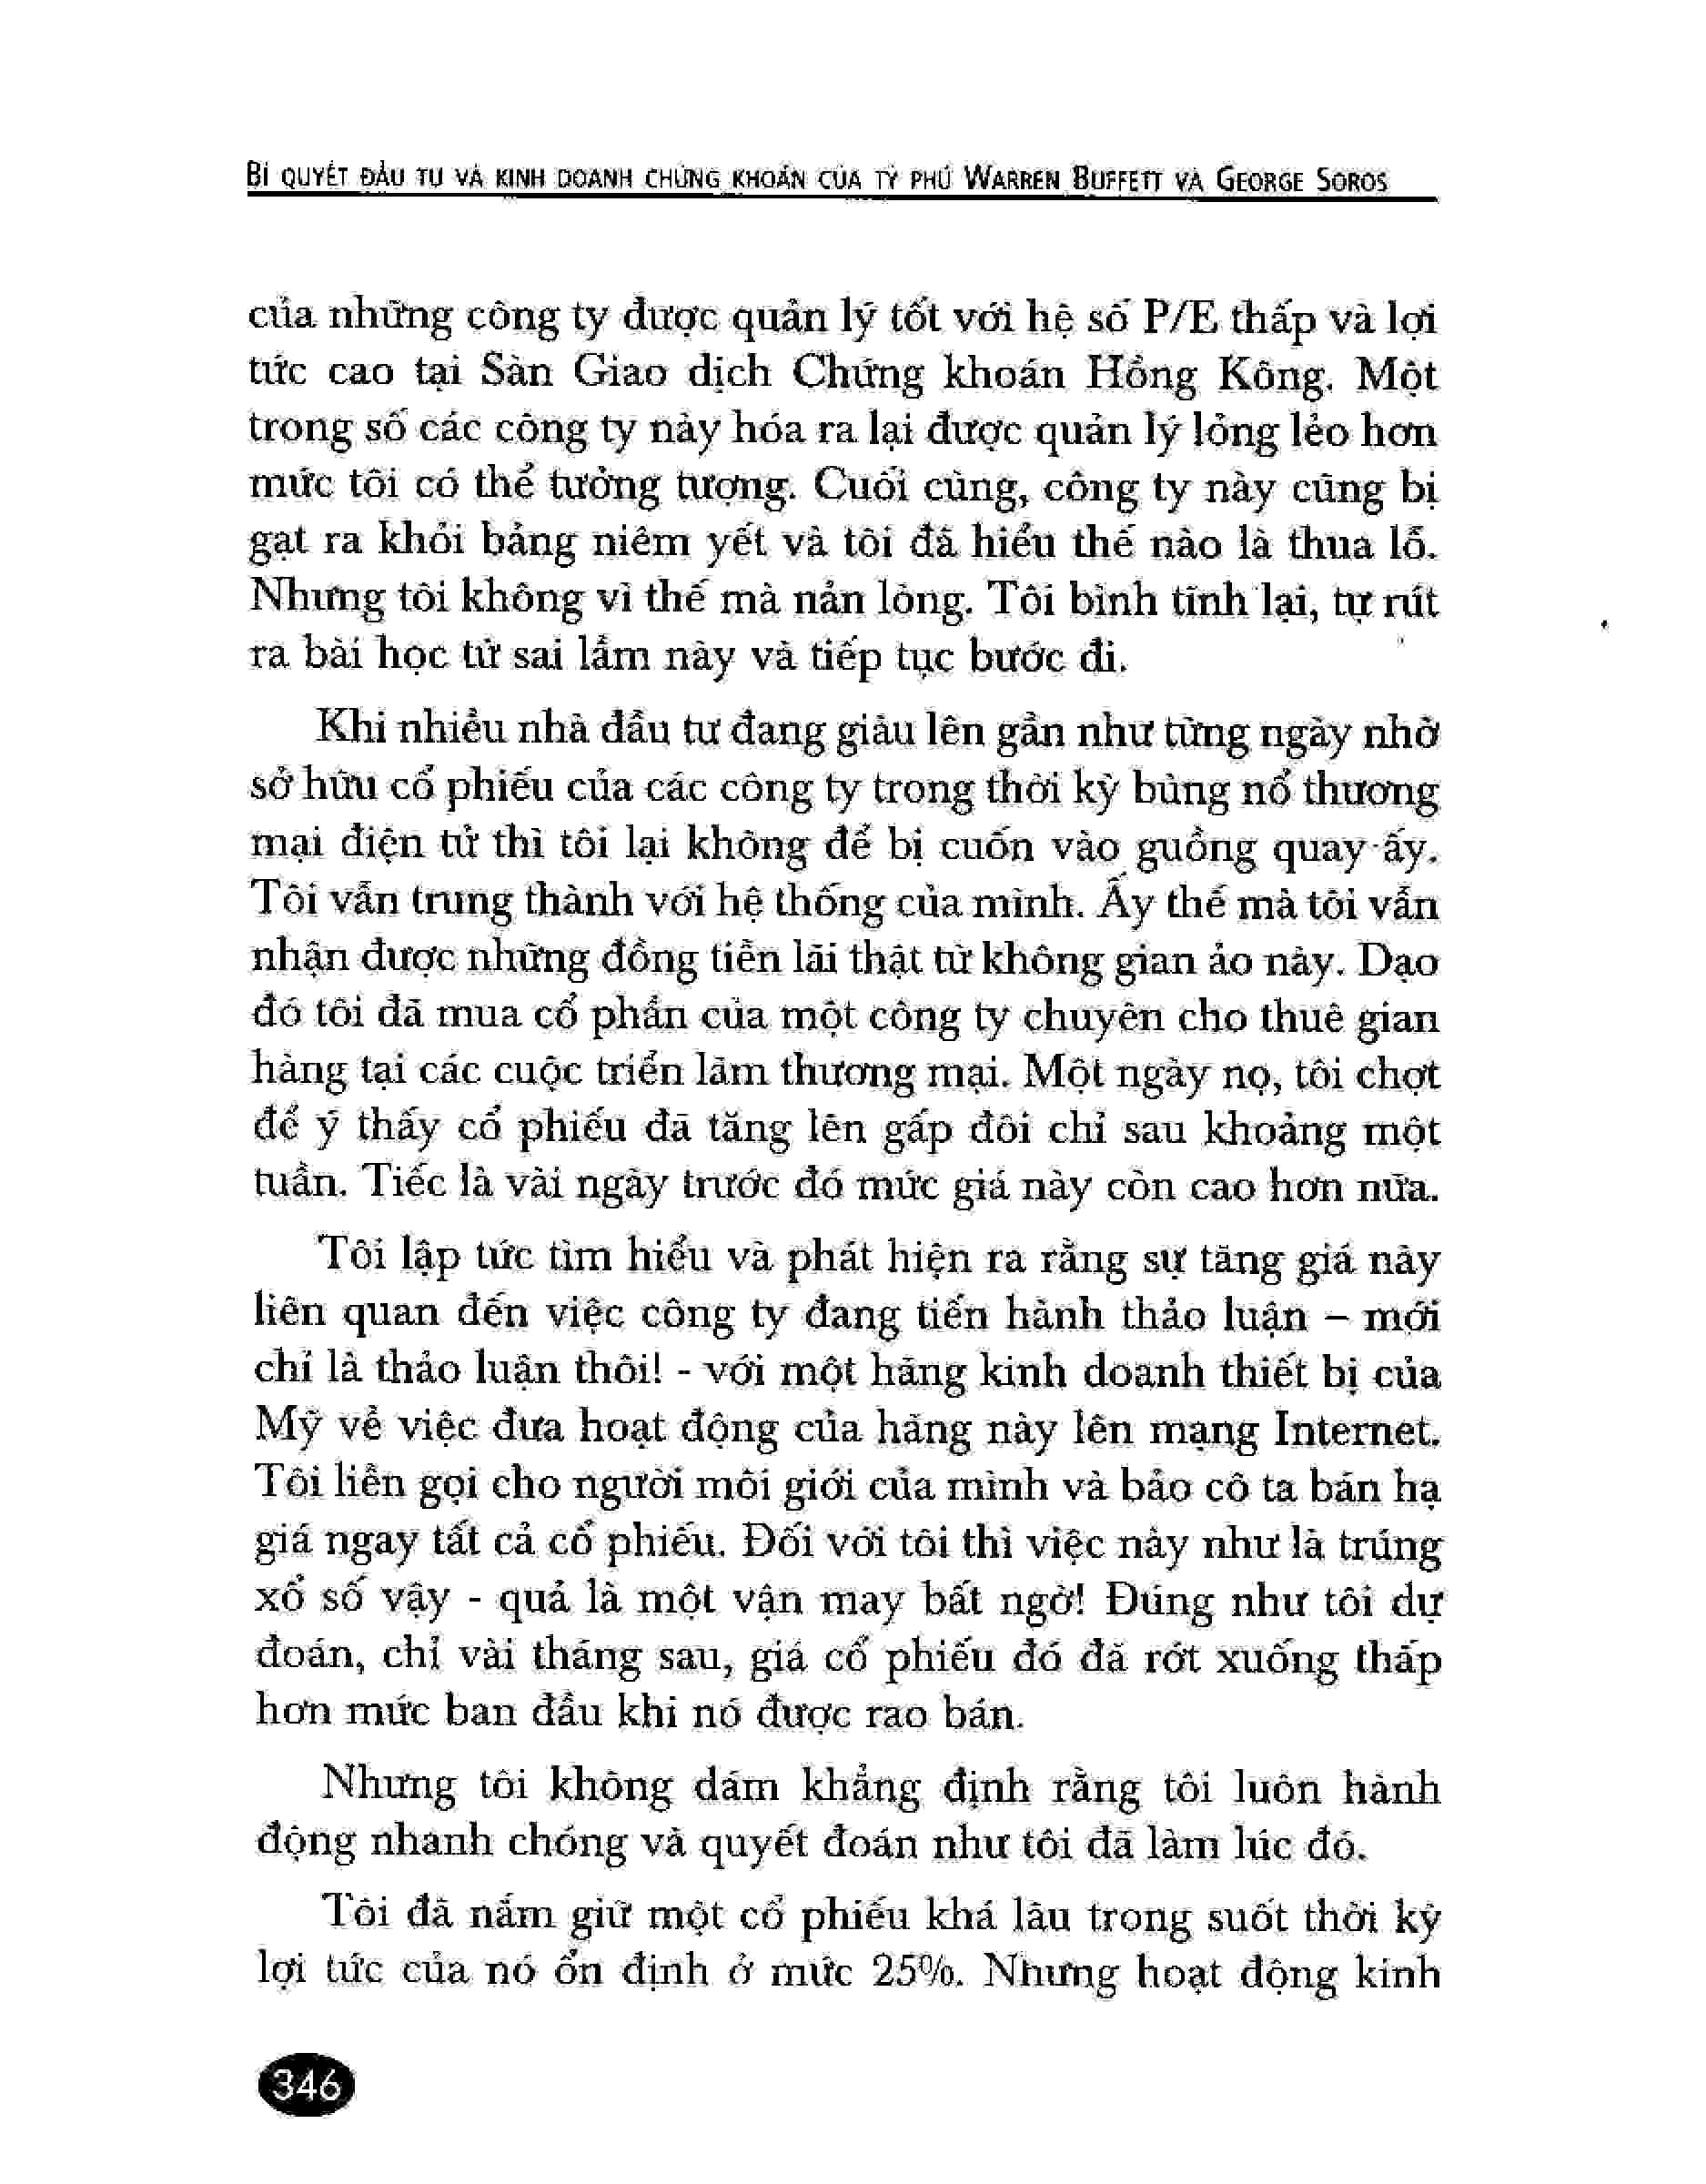 BÍ QUYẾT ĐẦU TƯ VÀ KINH DOANH CHỨNG KHOÁN CỦA TỶ PHÚ WARREN BUFFETT VÀ GEORGE SOROS
của những công ty được quản lý tốt với hệ số P/E thấp và lợi
tức cao tại Sàn Giao dịch Chứng khoán Hồng Kông. Một
trong số các công ty này hóa ra lại được quản lý lỏng lẻo hơn
mức tôi có thể tưởng tượng. Cuối cùng, công ty này cũng bị
gạt ra khỏi bảng niêm yết và tôi đã hiểu thế nào là thua lỗ.
Nhưng tôi không vì thế mà nản lòng. Tôi bình tĩnh lại, tự rút
ra bài học từ sai lầm này và tiếp tục bước đi.
Khi nhiều nhà đầu tư đang giàu lên gần như từng ngày nhờ
sở hữu cổ phiếu của các công ty trong thời kỳ bùng nổ thương
mại điện tử thì tôi lại không để bị cuốn vào guồng quay ấy.
Tôi vẫn trung thành với hệ thống của mình. Ấy thế mà tôi vẫn
nhận được những đồng tiền lãi thật từ không gian ảo này. Dạo
đó tôi đã mua cổ phần của một công ty chuyên cho thuê gian
hàng tại các cuộc triển lãm thương mại. Một ngày nọ, tôi chợt
để ý thấy cổ phiếu đã tăng lên gấp đôi chỉ sau khoảng một
tuần. Tiếc là vài ngày trước đó mức giá này còn cao hơn nữa.
Tôi lập tức tìm hiểu và phát hiện ra rằng sự tăng giá này
liên quan đến việc công ty đang tiến hành thảo luận – mới
chỉ là thảo luận thôi! - với một hãng kinh doanh thiết bị của
Mỹ về việc đưa hoạt động của hãng này lên mạng Internet.
Tôi liền gọi cho người môi giới của mình và bảo cô ta bán hạ
giá ngay tất cả cổ phiếu. Đối với tôi thì việc này như là trúng
xổ số vậy - quả là một vận may bất ngờ! Đúng như tôi dự
đoán, chỉ vài tháng sau, giá cổ phiếu đó đã rớt xuống thấp
hơn mức ban đầu khi nó được rao bán.
Nhưng tôi không dám khẳng định rằng tôi luôn hành
động nhanh chóng và quyết đoán như tôi đã làm lúc đó.
Tôi đã nắm giữ một cổ phiếu khá lâu trong suốt thời kỳ
lợi tức của nó ổn định ở mức 25%. Nhưng hoạt động kinh
346